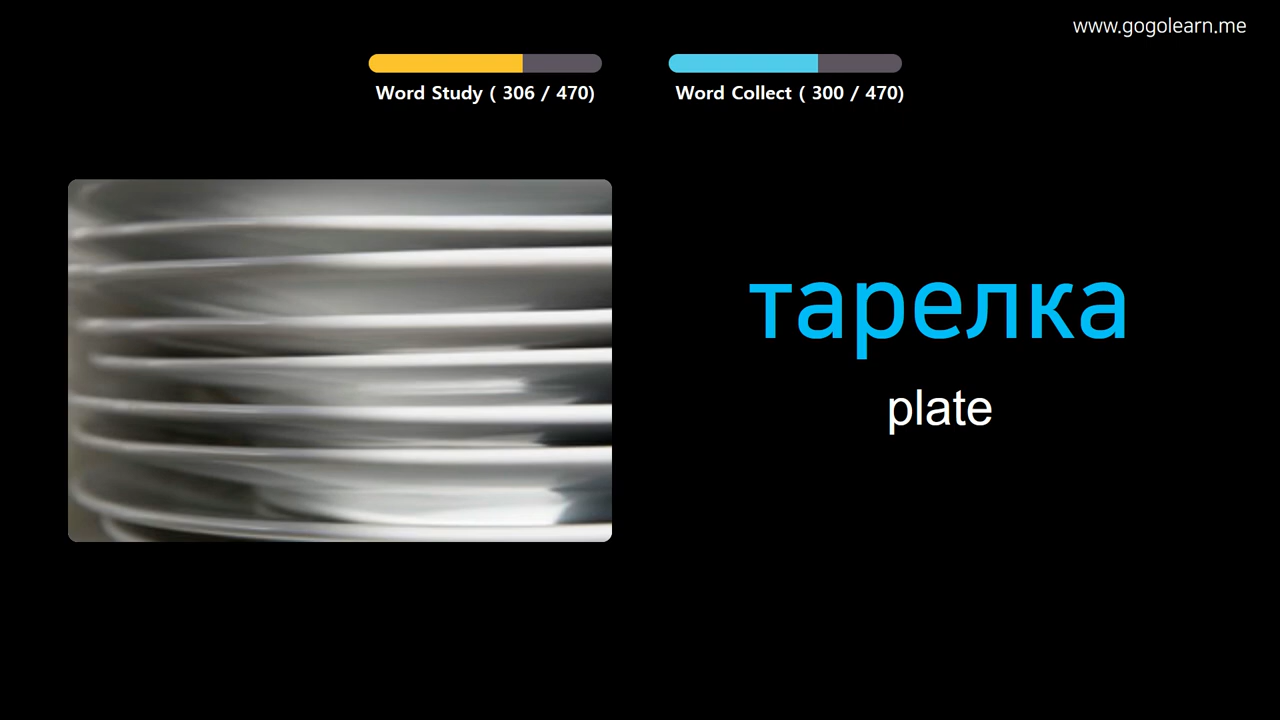 www.gogolearn.me
Word Study ( 306 / 470)
Word Collect ( 300 / 470)
тарелка
plate